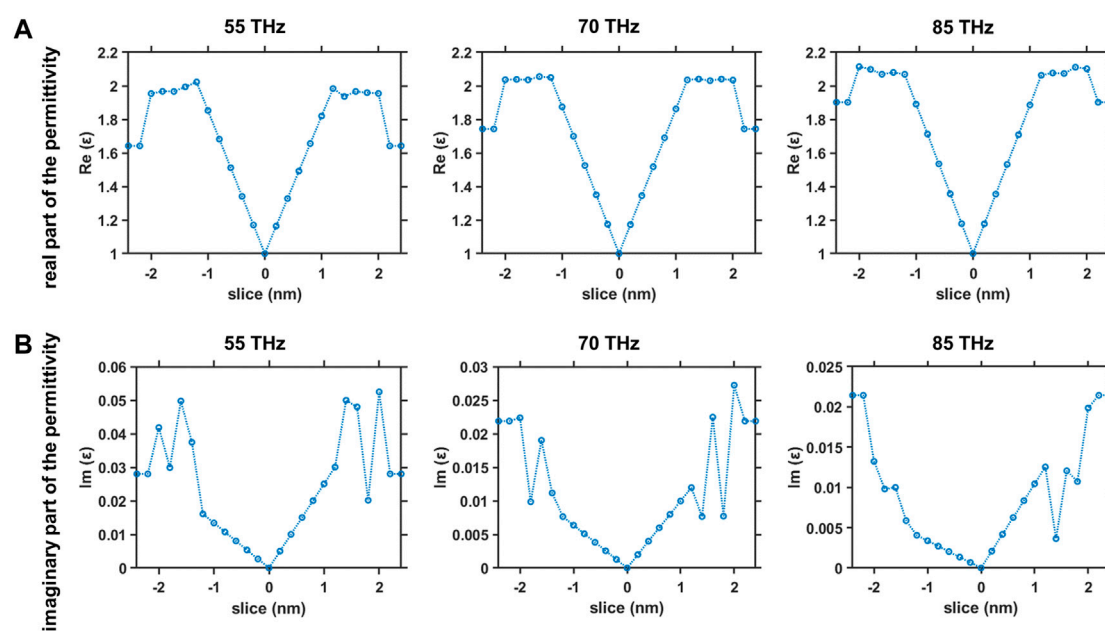 A
55 THz
70 THz
85 THz
real part of the permittivity
Re (ε)
2.2
2
1.8
1.6
1.4
1.2
1
-2 -1 0 1 2
slice (nm)
Re (ε)
2.2
2
1.8
1.6
1.4
1.2
1
-2 -1 0 1 2
slice (nm)
Re (ε)
2.2
2
1.8
1.6
1.4
1.2
1
-2 -1 0 1 2
slice (nm)
B
55 THz
70 THz
85 THz
imaginary part of the permittivity
Im (ε)
0.06
0.05
0.04
0.03
0.02
0.01
0
-2 -1 0 1 2
slice (nm)
Im (ε)
0.03
0.025
0.02
0.015
0.01
0.005
0
-2 -1 0 1 2
slice (nm)
Im (ε)
0.025
0.02
0.015
0.01
0.005
0
-2 -1 0 1 2
slice (nm)